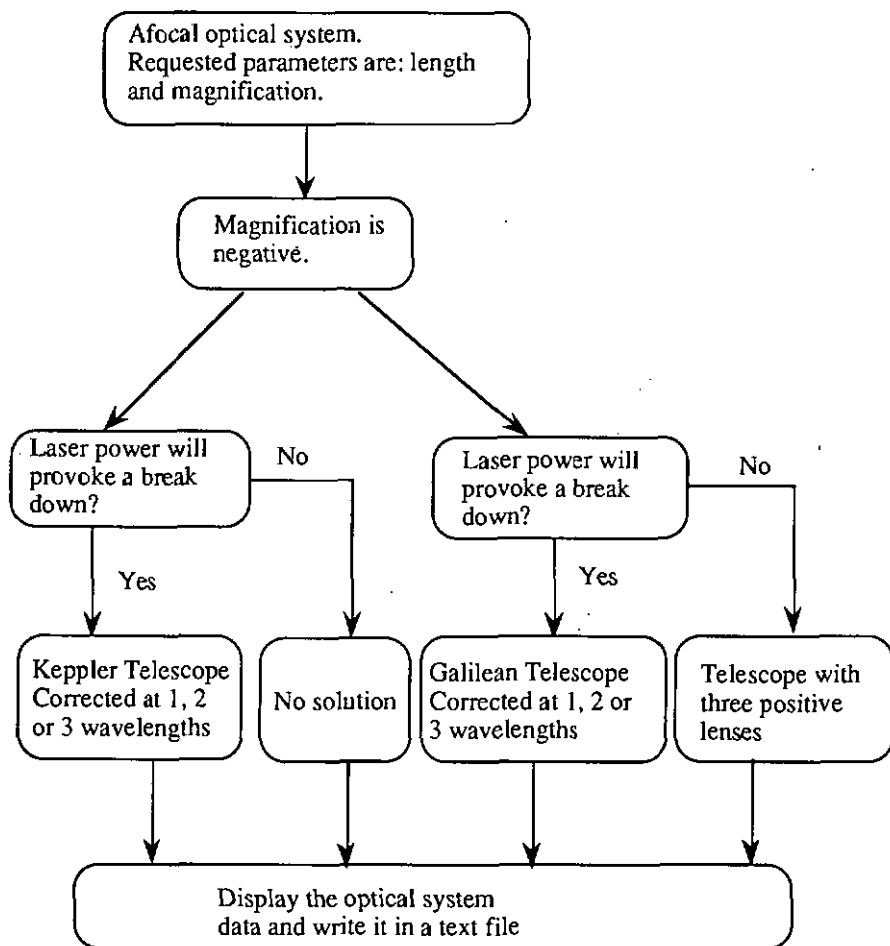 Afocal optical system.
Requested parameters are: length
and magnification.
Magnification is
negative.
Laser power will
provoke a break
down?
No
Yes
Laser power will
provoke a break
down?
No
Yes
Keppler Telescope
Corrected at 1, 2
or 3 wavelengths
No solution
Galilean Telescope
Corrected at 1, 2 or
3 wavelengths
Telescope with
three positive
lenses
Display the optical system
data and write it in a text file